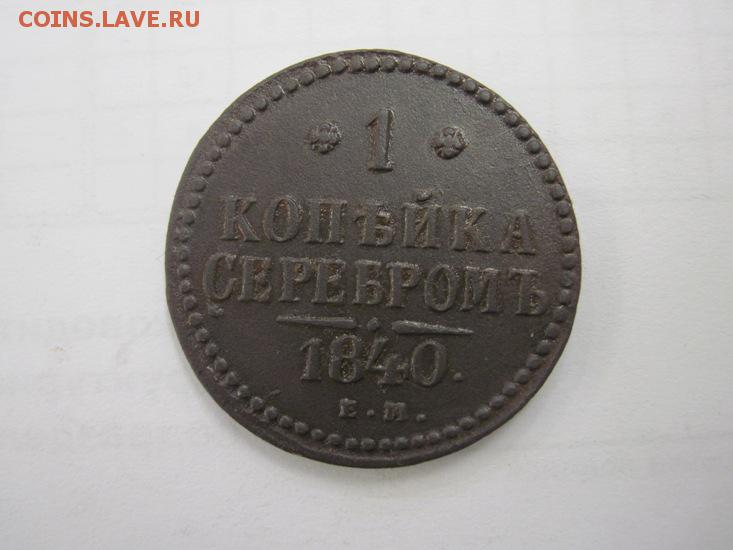 COINS.LAVE.RU
1
КОПѢЙКА
СЕРЕБРОМЪ
1840.
Е.М.